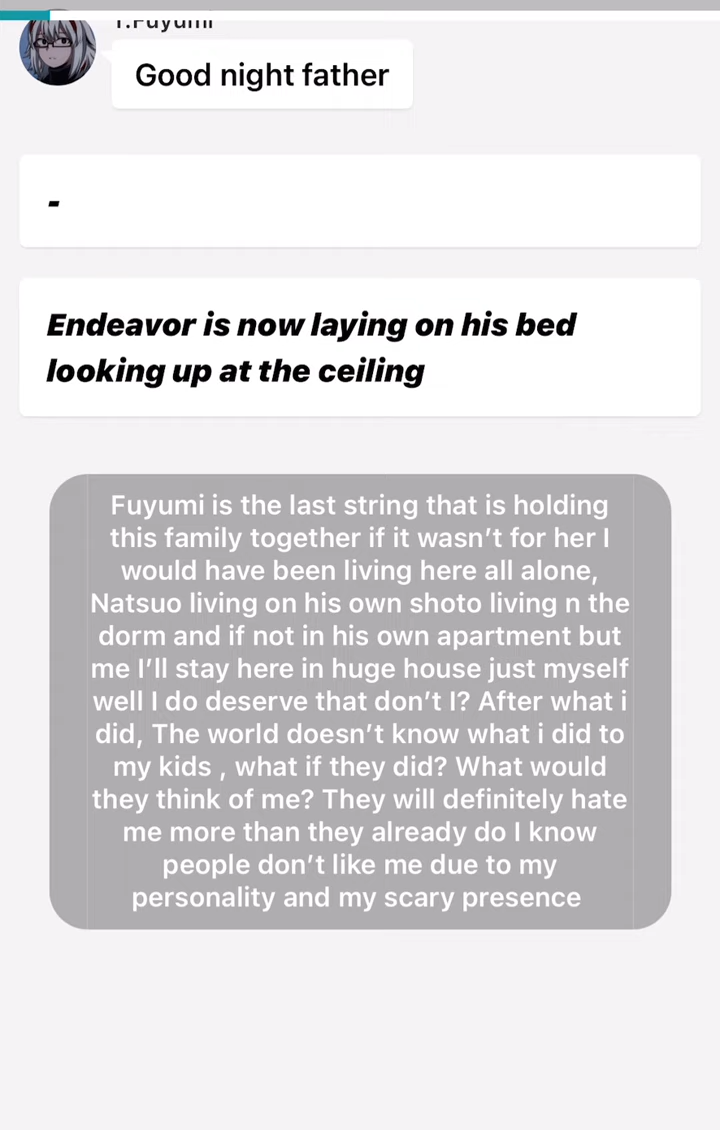 T.Fuyumi
Good night father
-
Endeavor is now laying on his bed
looking up at the ceiling
Fuyumi is the last string that is holding
this family together if it wasn’t for her I
would have been living here all alone,
Natsuo living on his own shoto living n the
dorm and if not in his own apartment but
me I’ll stay here in huge house just myself
well I do deserve that don’t I? After what i
did, The world doesn’t know what i did to
my kids , what if they did? What would
they think of me? They will definitely hate
me more than they already do I know
people don’t like me due to my
personality and my scary presence